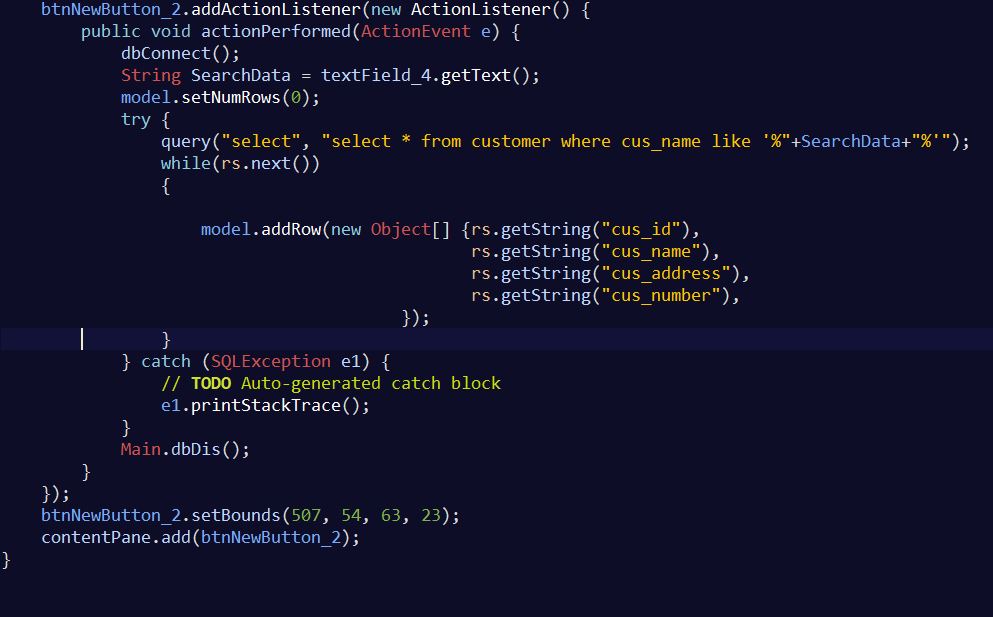 btnNewButton_2.addActionListener(new ActionListener() {
public void actionPerformed(ActionEvent e) {
dbConnect();
String SearchData = textField_4.getText();
model.setNumRows(0);
try {
query("select", "select * from customer where cus_name like '%"+SearchData+"%'");
while(rs.next())
{
model.addRow(new Object[] {rs.getString("cus_id"),
rs.getString("cus_name"),
rs.getString("cus_address"),
rs.getString("cus_number"),
});
}
} catch (SQLException e1) {
// TODO Auto-generated catch block
e1.printStackTrace();
}
Main.dbDis();
}
});
btnNewButton_2.setBounds(507, 54, 63, 23);
contentPane.add(btnNewButton_2);
}